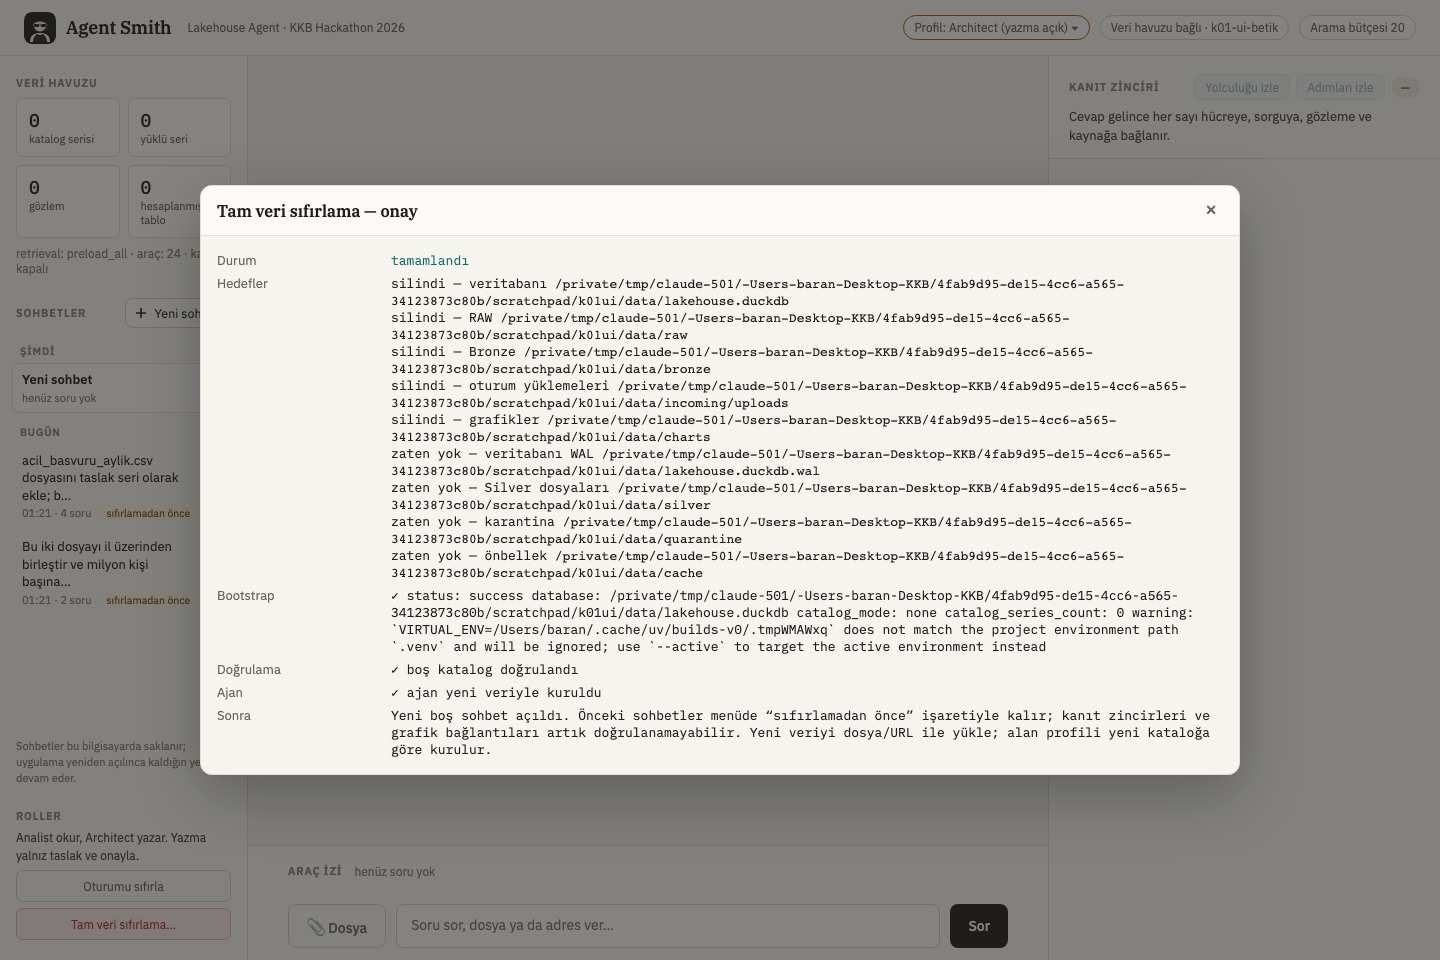 Agent Smith
Lakehouse Agent · KKB Hackathon 2026
Profil: Architect (yazma açık)
Veri havuzu bağlı · k01-ui-betik
Arama bütçesi 20
VERİ HAVUZU
0
katalog serisi
0
yüklü seri
0
gözlem
0
tablo
retrieval: preload_all · araç: 24 ·
kapalı
SOHBETLER
+ Yeni
ŞİMDİ
Yeni sohbet
henüz soru yok
BUGÜN
acil_basvuru_aylik.csv
dosyasını taslak seri olarak
ekle; b...
01:21 · 4 soru sıfırlamadan önce
Bu iki dosyayı il üzerinden
birleştir ve milyon kişi
başına...
01:21 · 2 soru sıfırlamadan önce
Sohbetler bu bilgisayarda saklanır;
uygulama yeniden açılınca kaldığın
devam eder.
ROLLER
Analist okur, Architect yazar. Yazma
yalnız taslak ve onayla.
Oturumu sıfırla
Tam veri sıfırlama...
Tam veri sıfırlama — onay
×
Durum
tamamlandı
Hedefler
silindi — veritabanı /private/tmp/claude-501/-Users-baran-Desktop-KKB/4fab9d95-de15-4cc6-a565-
34123873c80b/scratchpad/k01ui/data/lakehouse.duckdb
silindi — RAW /private/tmp/claude-501/-Users-baran-Desktop-KKB/4fab9d95-de15-4cc6-a565-
34123873c80b/scratchpad/k01ui/data/raw
silindi — Bronze /private/tmp/claude-501/-Users-baran-Desktop-KKB/4fab9d95-de15-4cc6-a565-
34123873c80b/scratchpad/k01ui/data/bronze
silindi — oturum yüklemeleri /private/tmp/claude-501/-Users-baran-Desktop-KKB/4fab9d95-de15-4cc6-a565-
34123873c80b/scratchpad/k01ui/data/incoming/uploads
silindi — grafikler /private/tmp/claude-501/-Users-baran-Desktop-KKB/4fab9d95-de15-4cc6-a565-
34123873c80b/scratchpad/k01ui/data/charts
zaten yok — veritabanı WAL /private/tmp/claude-501/-Users-baran-Desktop-KKB/4fab9d95-de15-4cc6-a565-
34123873c80b/scratchpad/k01ui/data/lakehouse.duckdb.wal
zaten yok — Silver dosyaları /private/tmp/claude-501/-Users-baran-Desktop-KKB/4fab9d95-de15-4cc6-a565-
34123873c80b/scratchpad/k01ui/data/silver
zaten yok — karantina /private/tmp/claude-501/-Users-baran-Desktop-KKB/4fab9d95-de15-4cc6-a565-
34123873c80b/scratchpad/k01ui/data/quarantine
zaten yok — önbellek /private/tmp/claude-501/-Users-baran-Desktop-KKB/4fab9d95-de15-4cc6-a565-
34123873c80b/scratchpad/k01ui/data/cache
Bootstrap
✓ status: success database: /private/tmp/claude-501/-Users-baran-Desktop-KKB/4fab9d95-de15-4cc6-a565-
34123873c80b/scratchpad/k01ui/data/lakehouse.duckdb catalog_mode: none catalog_series_count: 0 warning:
`VIRTUAL_ENV=/Users/baran/.cache/uv/builds-v0/.tmpWMAWxq` does not match the project environment path
`.venv` and will be ignored; use `--active` to target the active environment instead
Doğrulama
✓ boş katalog doğrulandı
Ajan
✓ ajan yeni veriyle kuruldu
Sonra
Yeni boş sohbet açıldı. Önceki sohbetler menüde “sıfırlamadan önce” işaretiyle kalır; kanıt zincirleri ve
grafik bağlantıları artık doğrulanamayabilir. Yeni veriyi dosya/URL ile yükle; alan profili yeni kataloğa
göre kurulur.
ARAÇ İZİ henüz soru yok
Dosya
Soru sor, dosya ya da adres ver...
Sor
KANIT ZİNCİRİ
Yolculuğu izle
Adımları izle
–
Cevap gelince her sayı hücreye, sorguya, gözleme ve
kaynağa bağlanır.